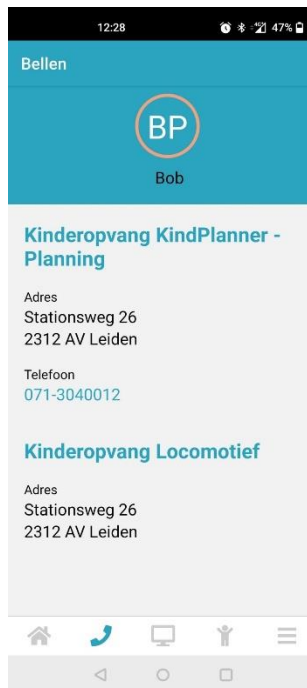 12:28
47%
Bellen
BP
Bob
Kinderopvang KindPlanner -
Planning
Adres
Stationsweg 26
2312 AV Leiden
Telefoon
071-3040012
Kinderopvang Locomotief
Adres
Stationsweg 26
2312 AV Leiden